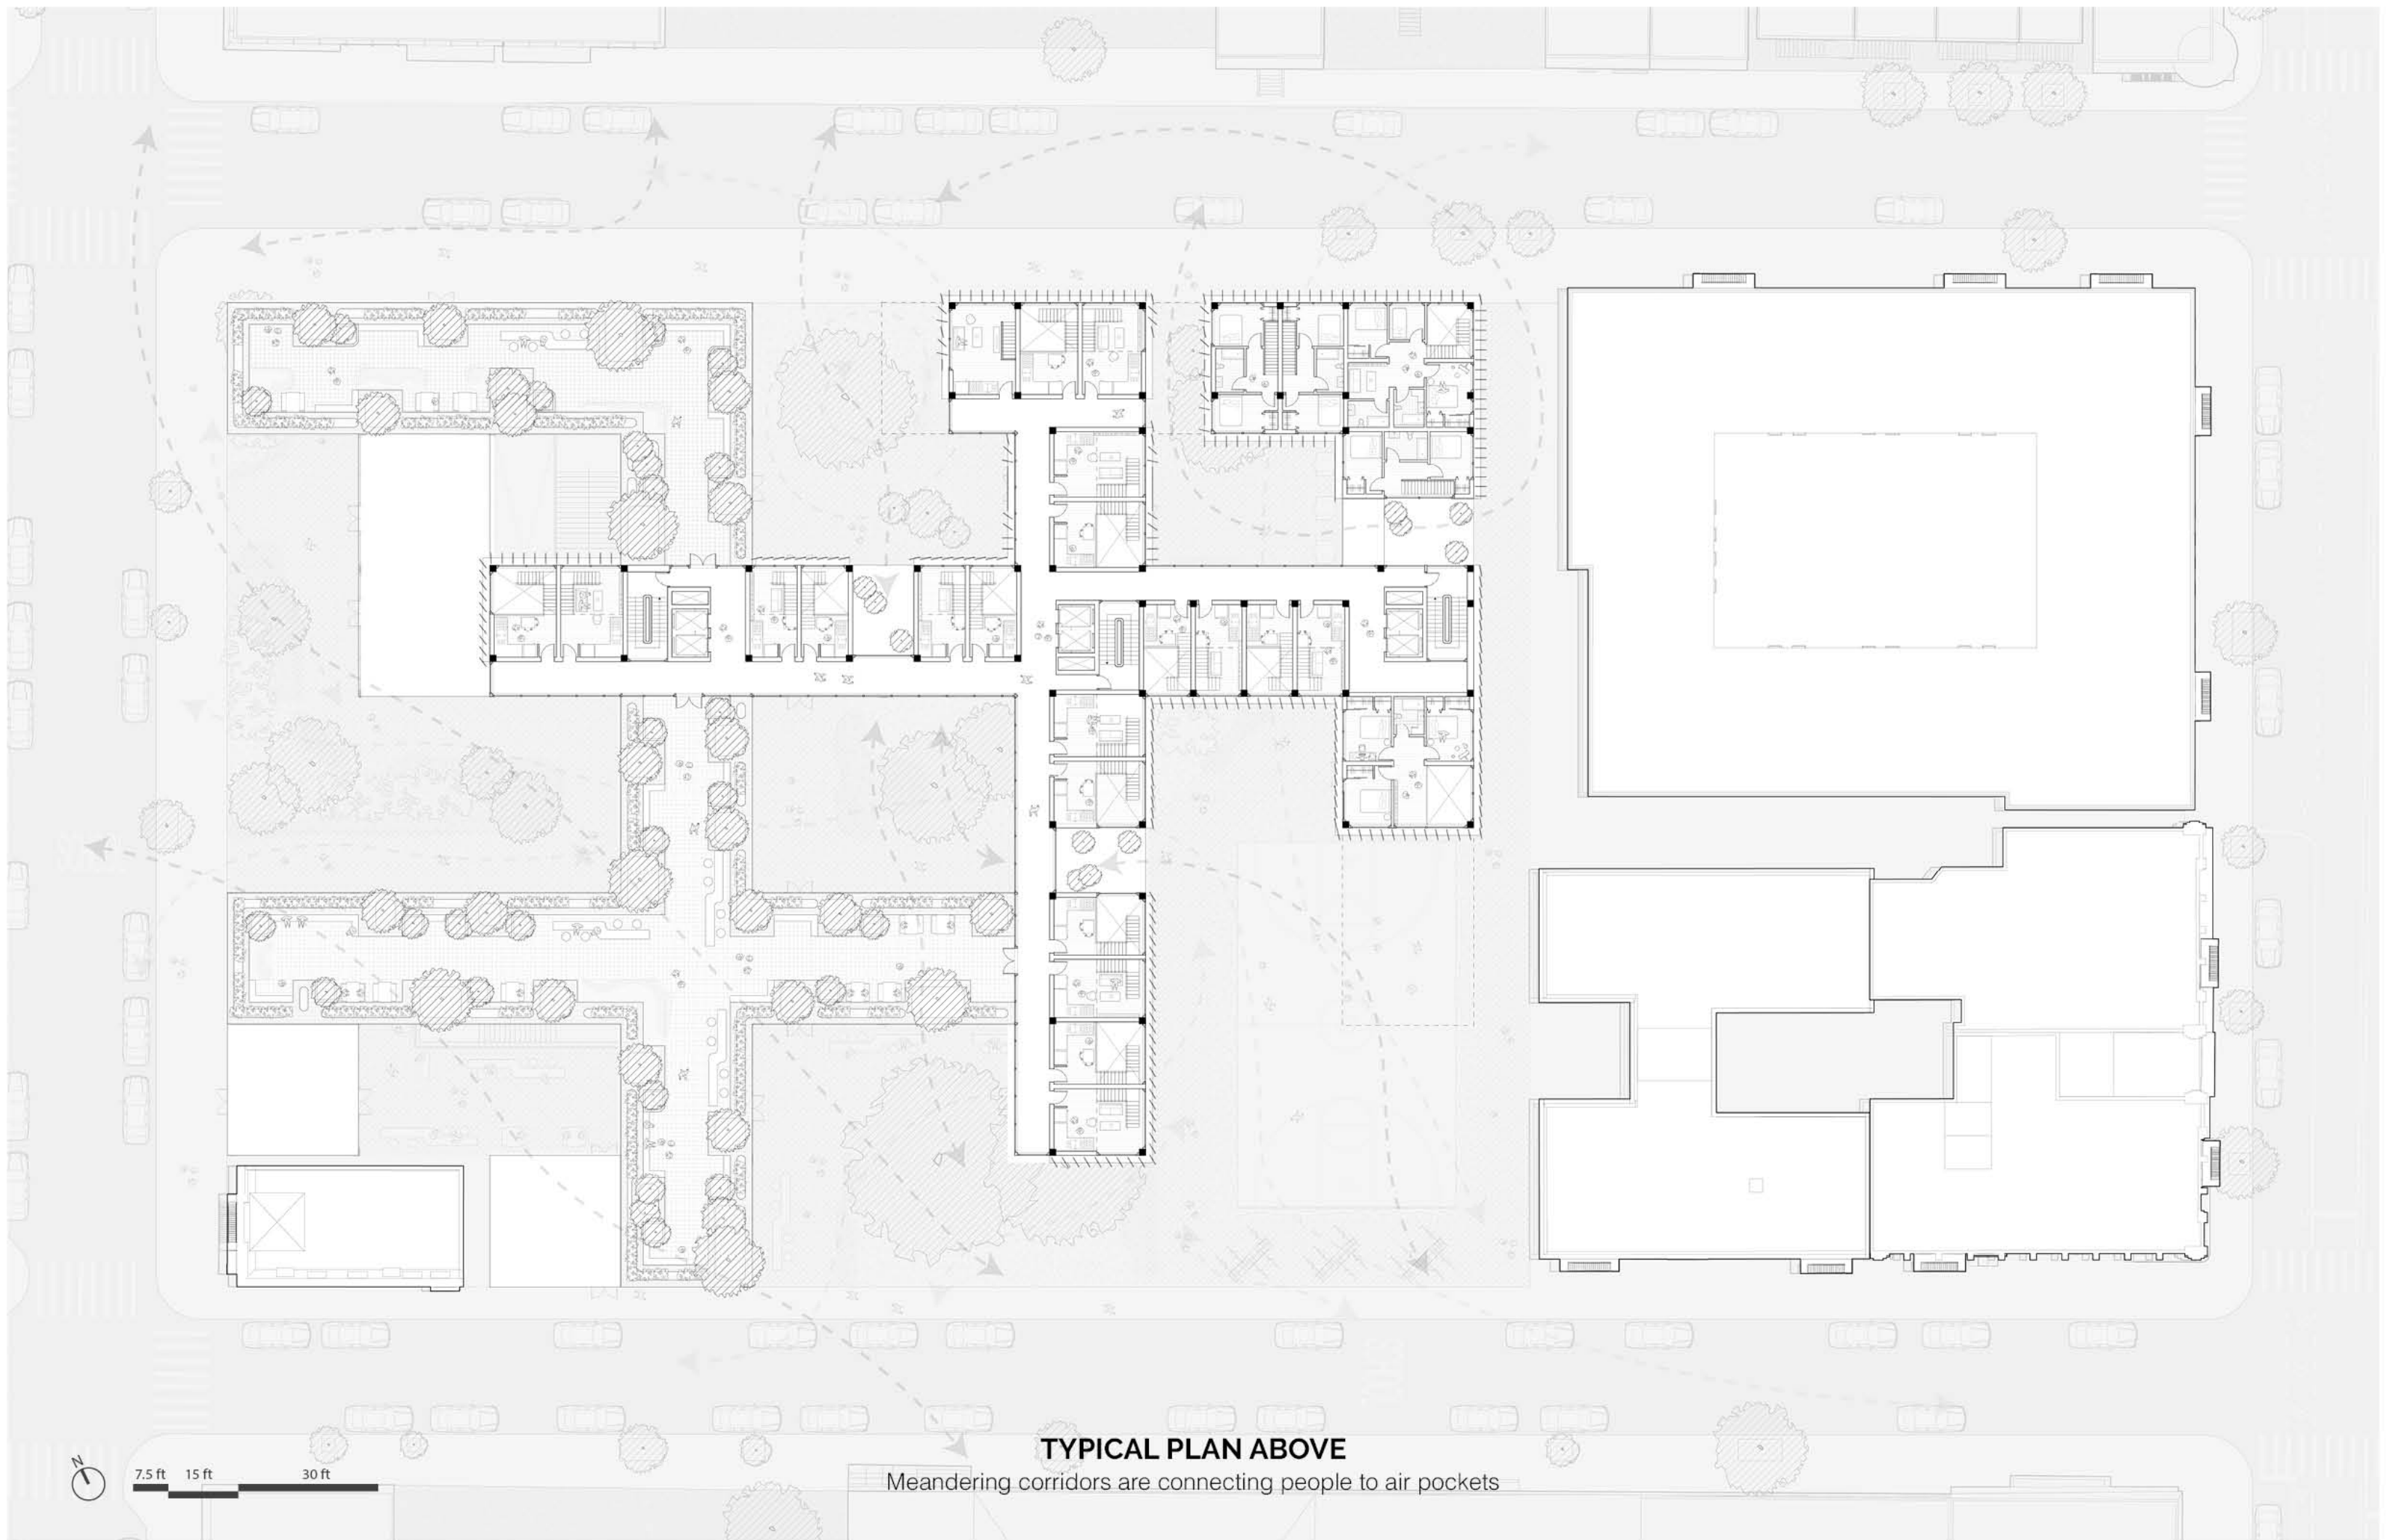 TYPICAL PLAN ABOVE
Meandering corridors are connecting people to air pockets
N
7.5 ft 15 ft 30 ft